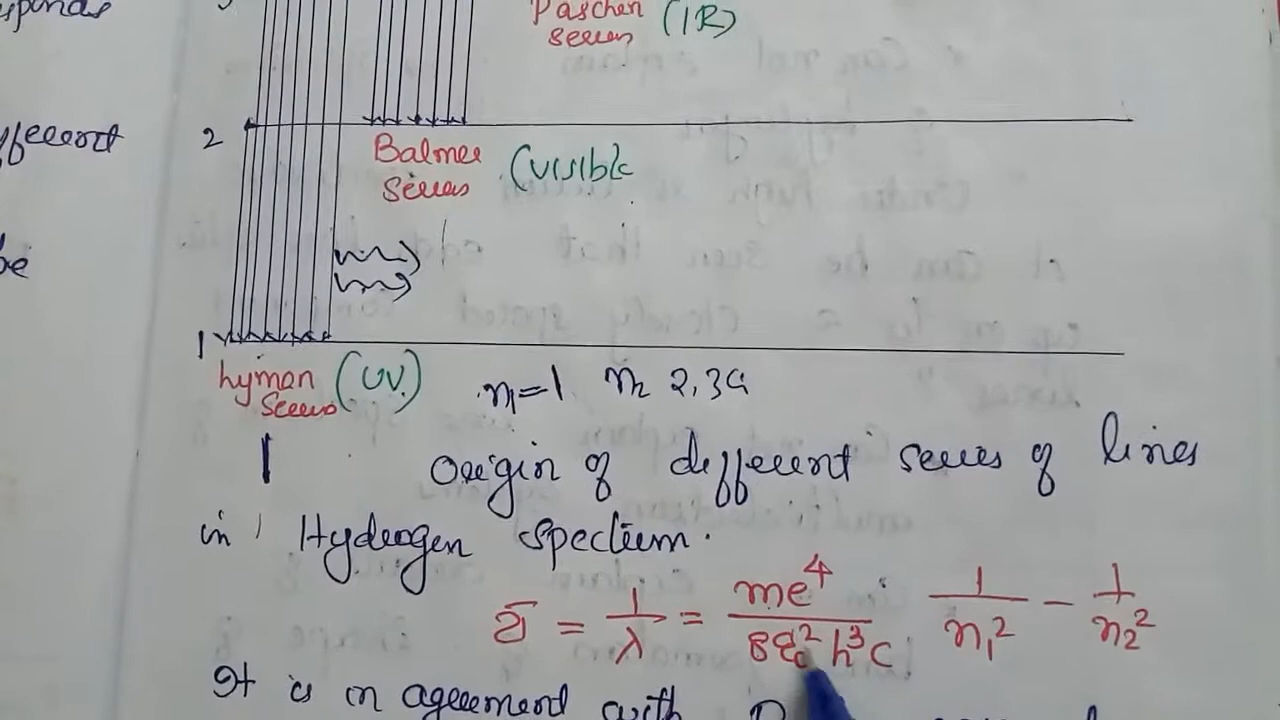 Paschen (IR)
series
2
Balmer (visible
series
1
Lyman (UV) n₁=1 n₂ 2,3,4
series
Origin of different series of lines
in Hydrogen spectrum.
ν̄ = 1/λ = me⁴/8ε₀²h³c 1/n₁² - 1/n₂²
It is in agreement with